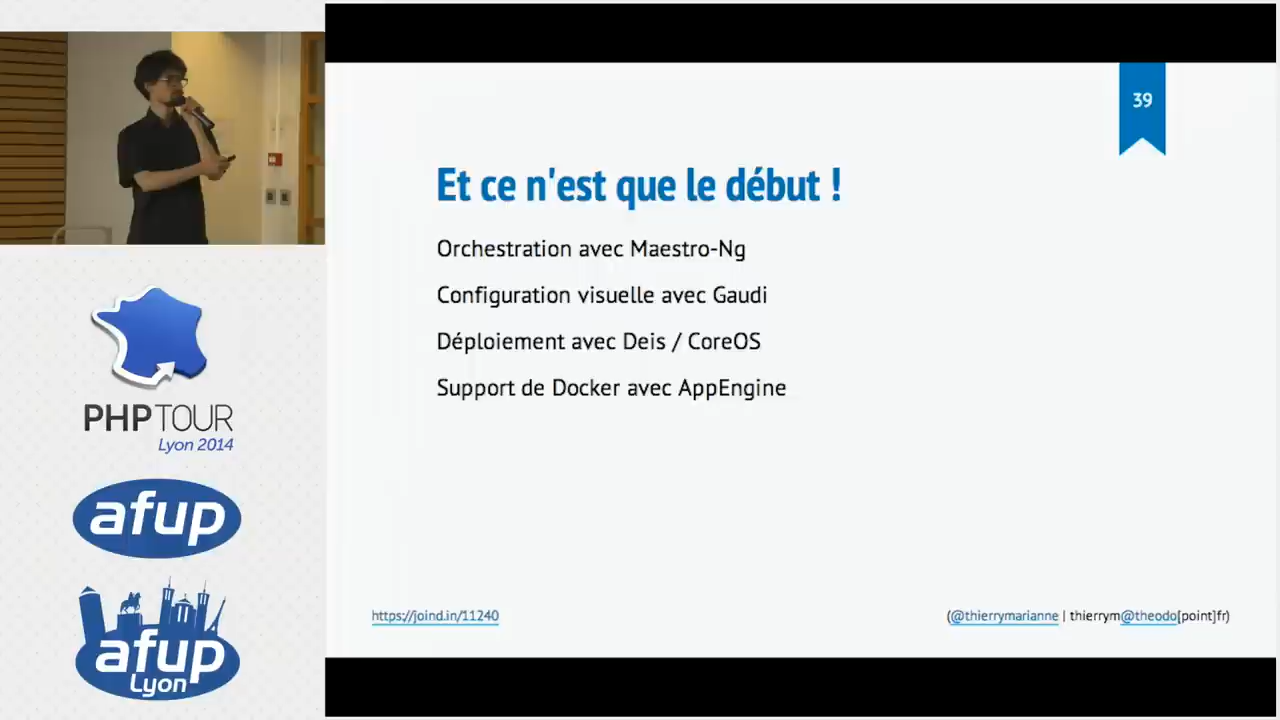 39
Et ce n'est que le début !
Orchestration avec Maestro-Ng
Configuration visuelle avec Gaudi
Déploiement avec Deis / CoreOS
Support de Docker avec AppEngine
https://joind.in/11240
(@thierrymarianne | thierrym@theodo[point]fr)
PHPTOUR
Lyon 2014
afup
afup
Lyon